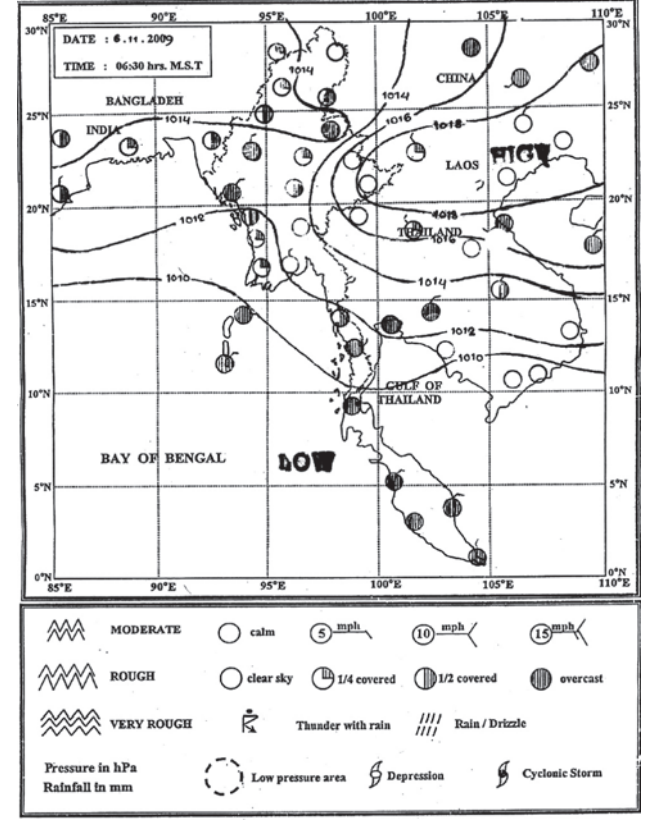 85°E 90°E 95°E 100°E 105°E 110°E
30°N 30°N
DATE : 6.11.2009
TIME : 06:30 hrs. M.S.T
1014
CHINA
1014
BANGLADEH
25°N 25°N
1014
1016
1018
INDIA
LAOS
HIGH
20°N 20°N
1012
1018
THAILAND
1016
1010
1014
15°N 15°N
1012
1010
10°N 10°N
GULF OF
THAILAND
BAY OF BENGAL
LOW
5°N 5°N
0°N 0°N
85°E 90°E 95°E 100°E 105°E 110°E
MODERATE calm 5 mph 10 mph 15 mph
ROUGH clear sky 1/4 covered 1/2 covered overcast
VERY ROUGH Thunder with rain Rain / Drizzle
Pressure in hPa
Rainfall in mm
Low pressure area Depression Cyclonic Storm